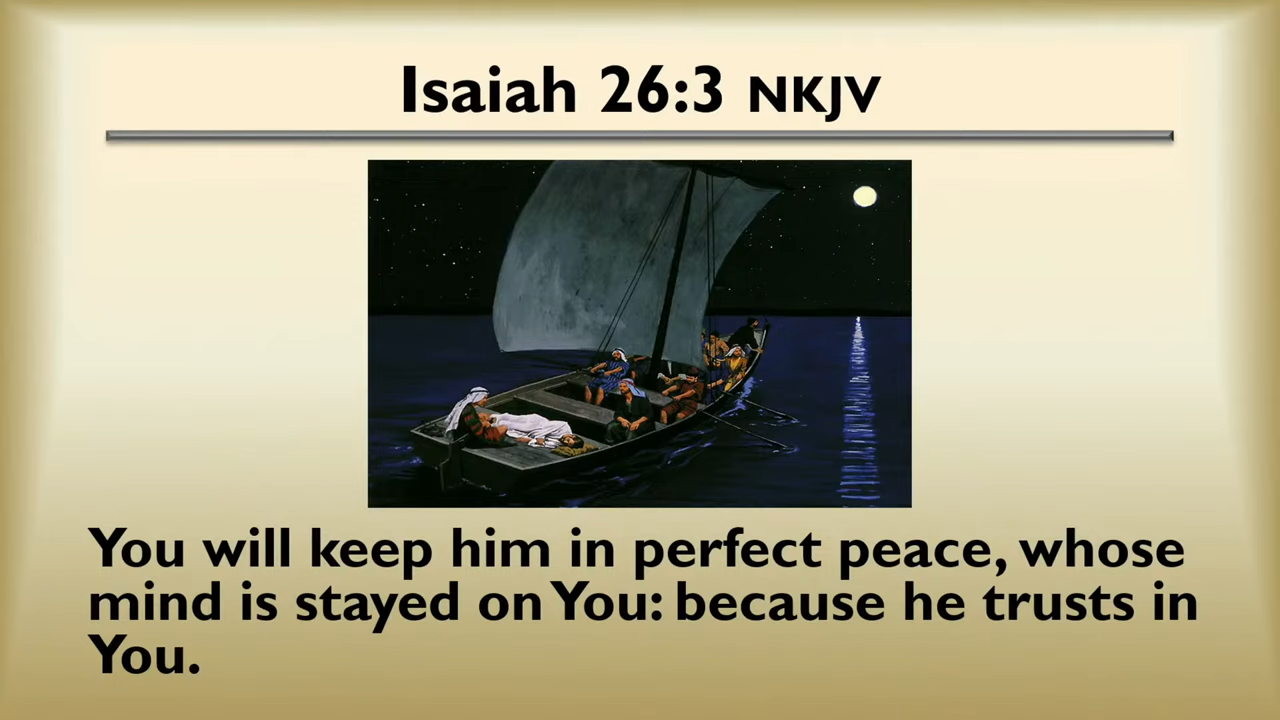 Isaiah 26:3 NKJV
You will keep him in perfect peace, whose
mind is stayed on You: because he trusts in
You.